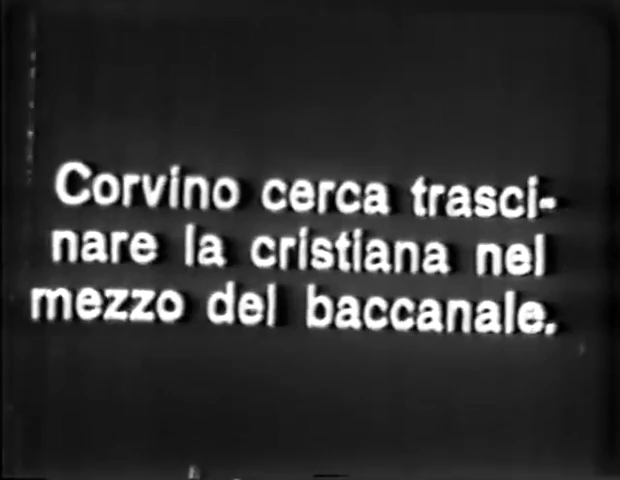 Corvino cerca trasci-
nare la cristiana nel
mezzo del baccanale.